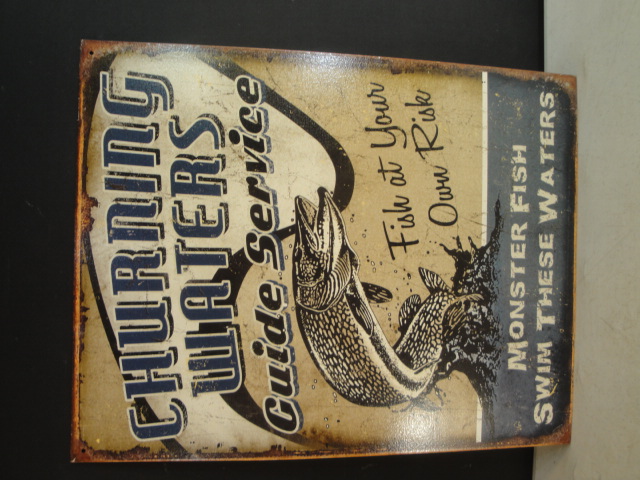 CHURNING
WATERS
Guide Service
Fish at Your
Own Risk
MONSTER FISH
SWIM THESE WATERS